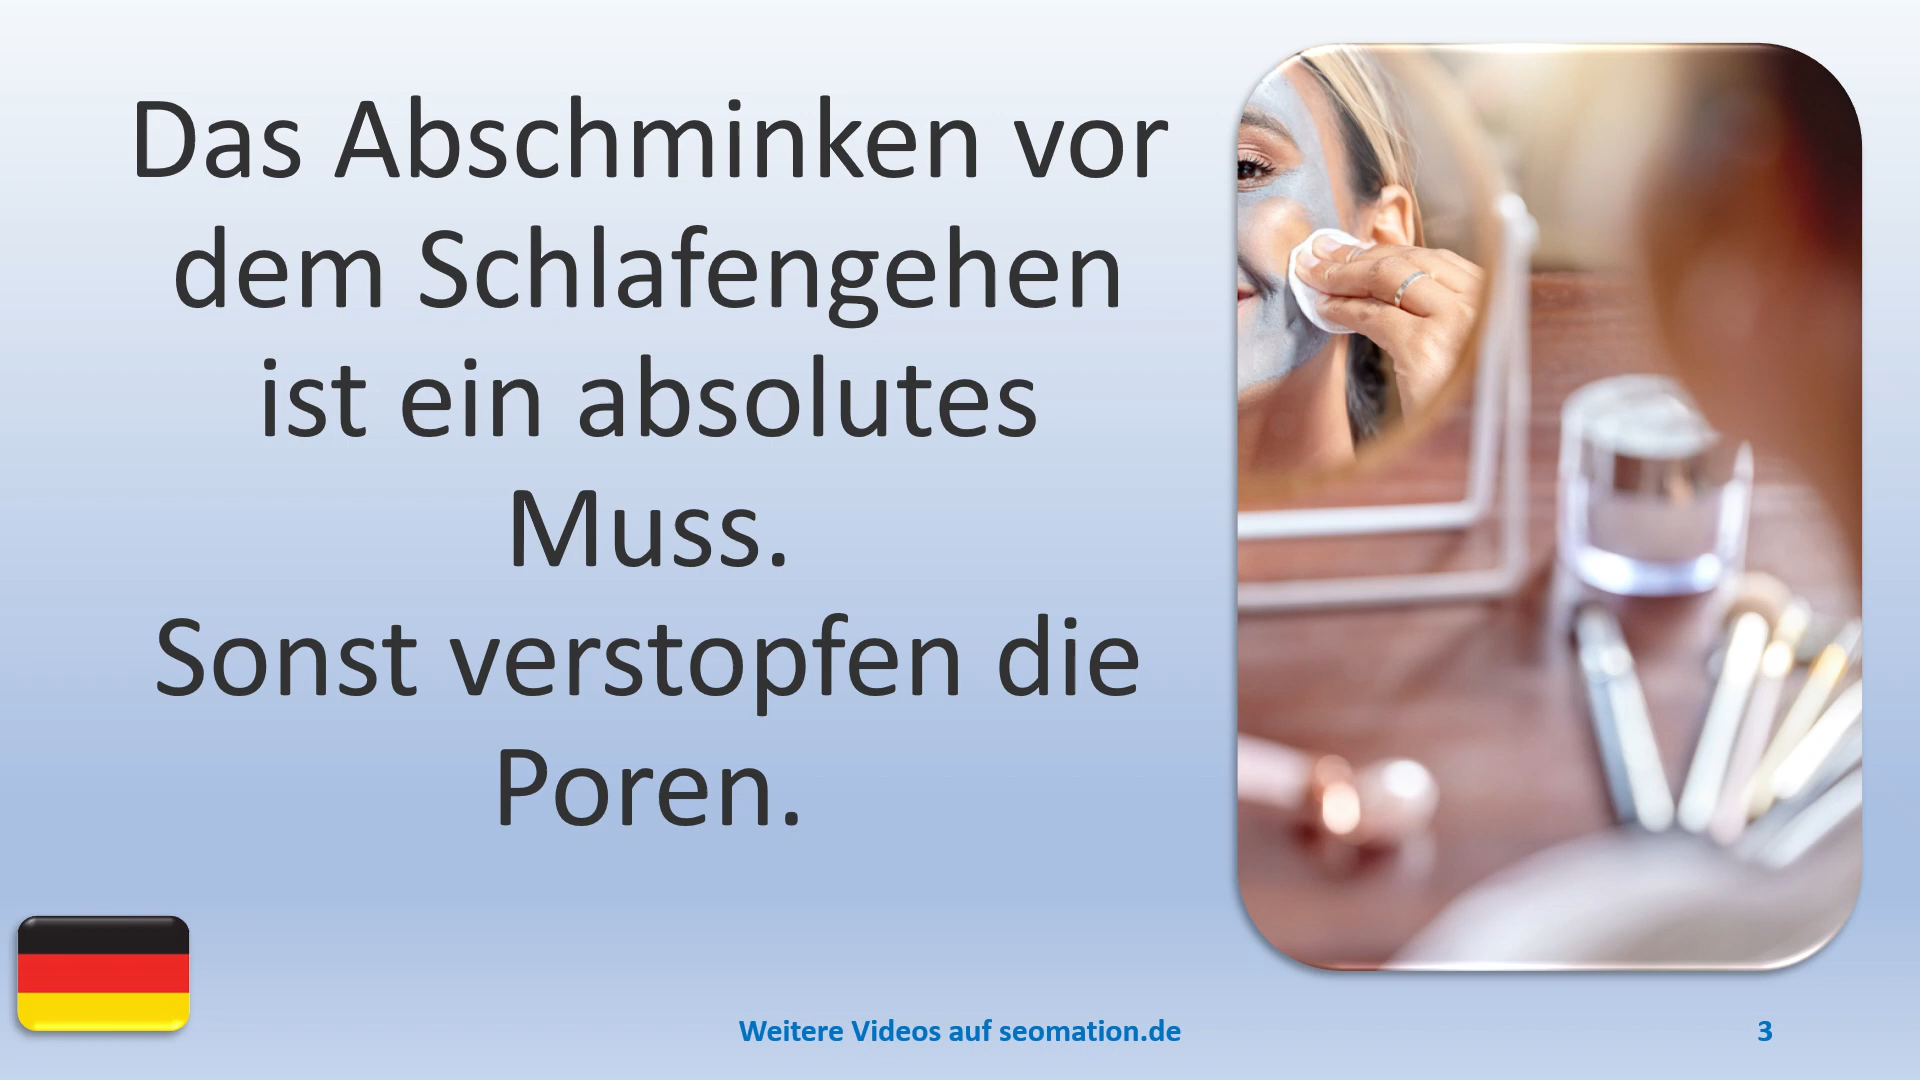 Das Abschminken vor
dem Schlafengehen
ist ein absolutes
Muss.
Sonst verstopfen die
Poren.
Weitere Videos auf seomation.de
3